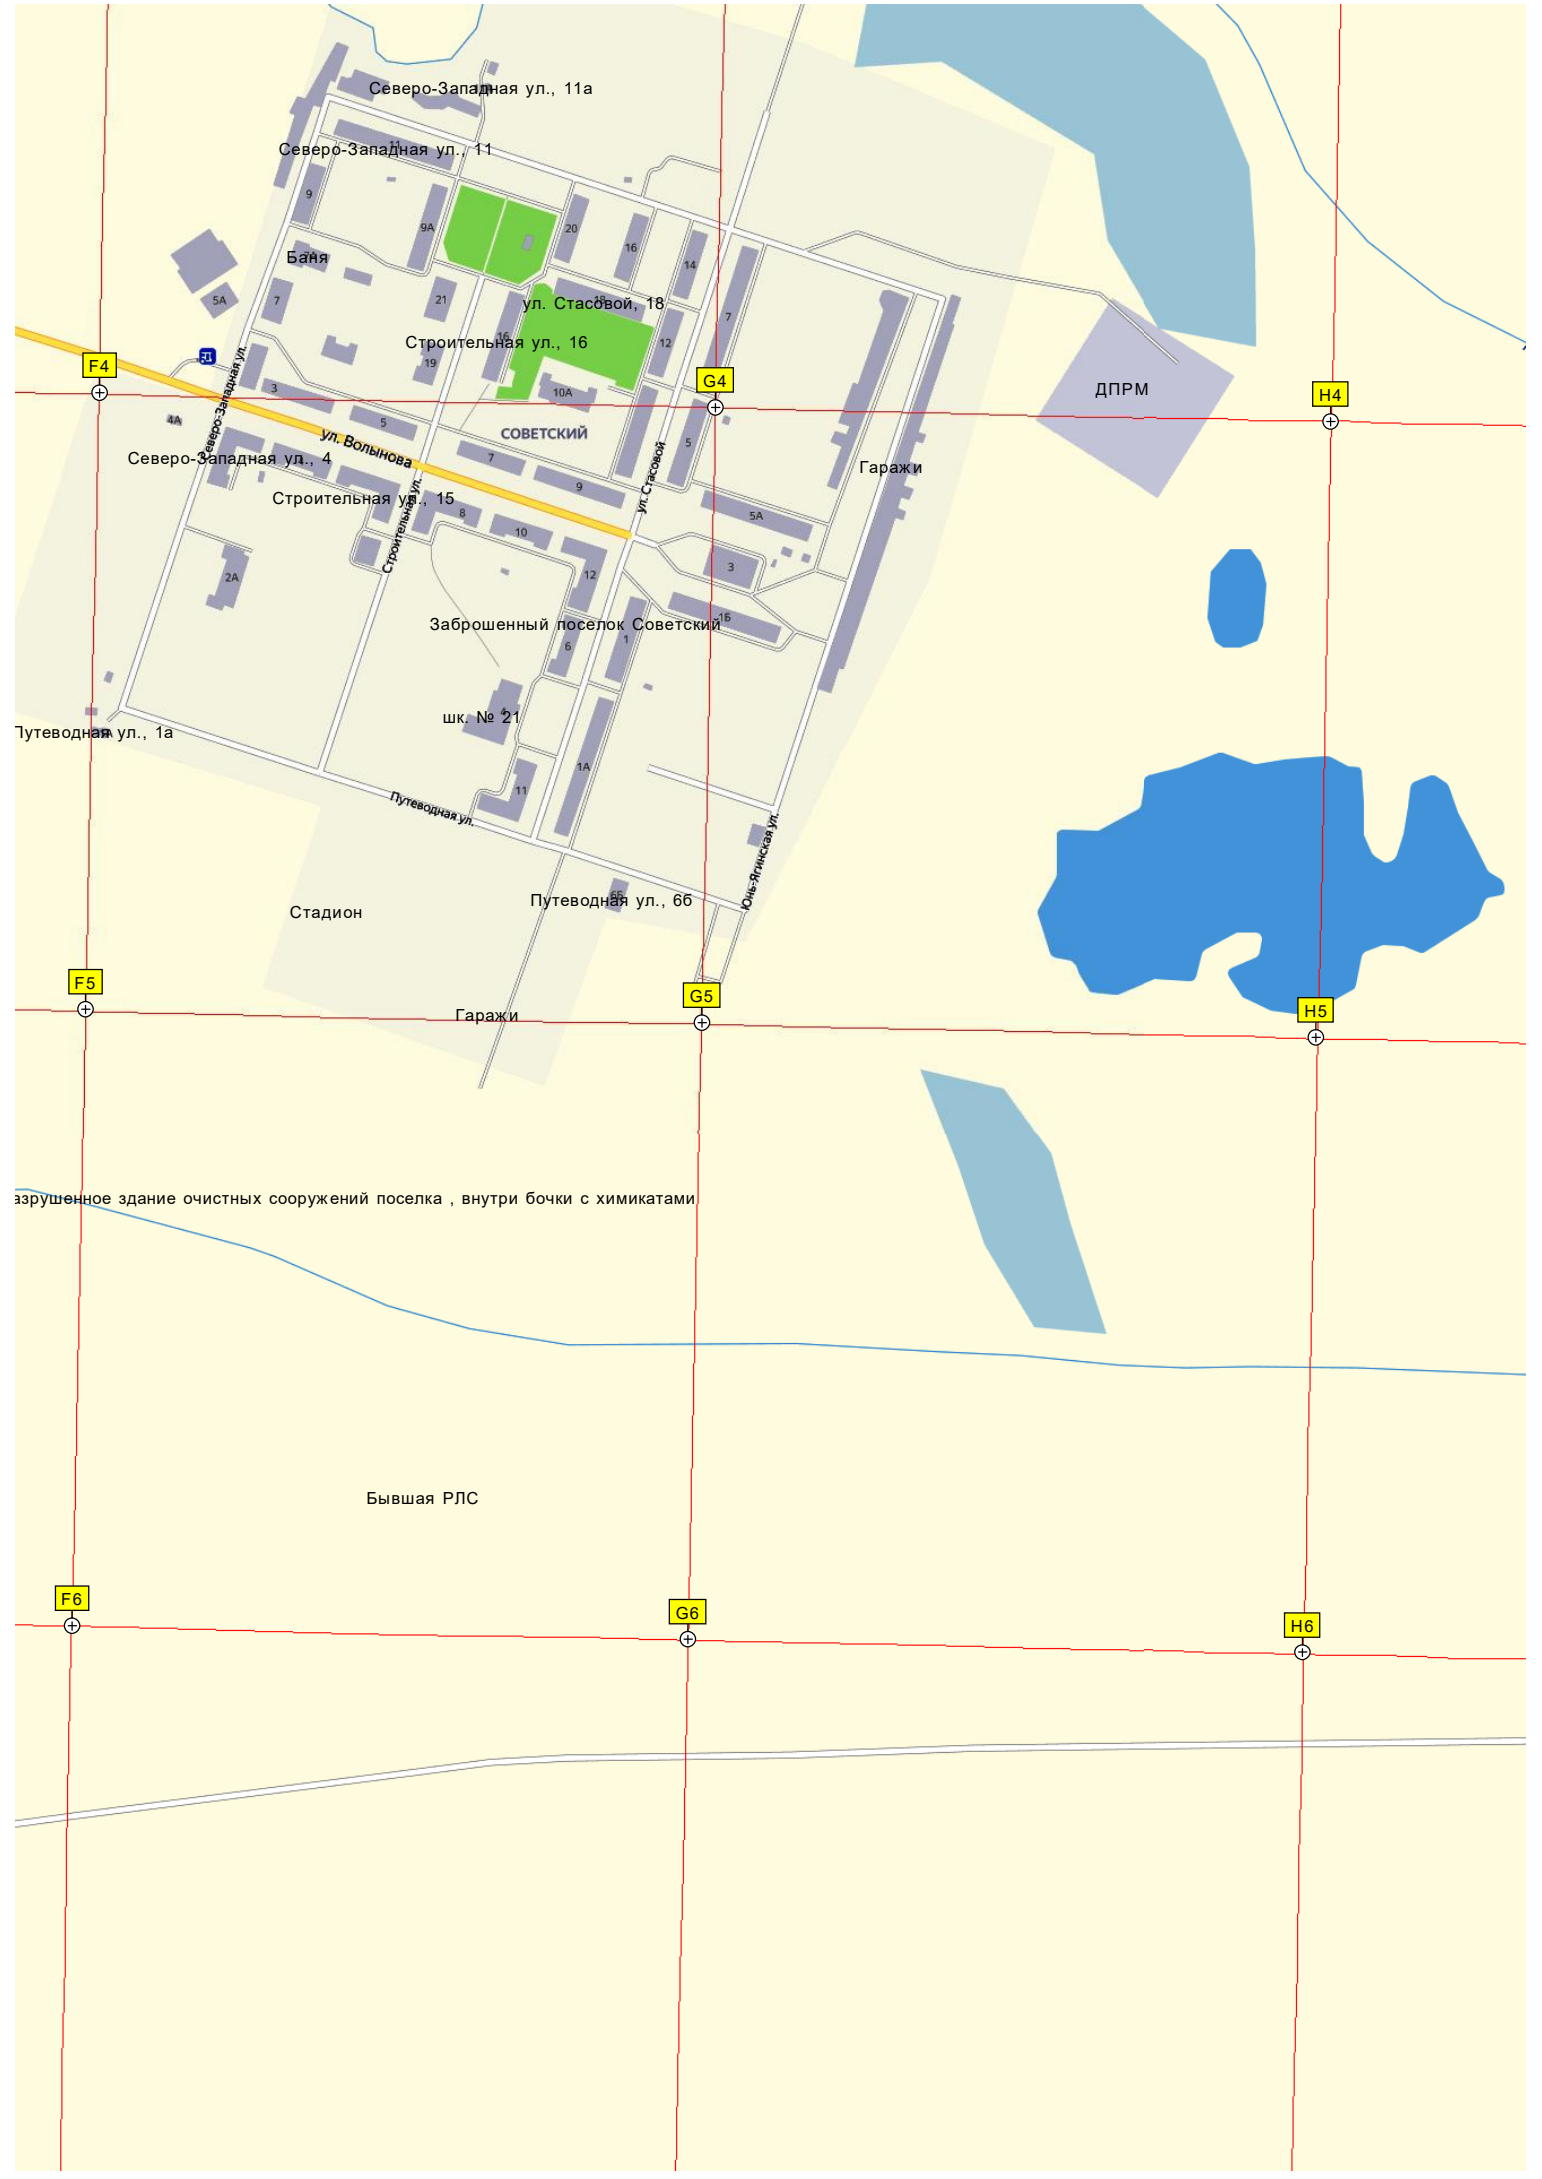 Северо-Западная ул., 11а
11
Северо-Западная ул., 11
9
9А
20
16
14
Баня
5А
7
21
18
ул. Стасовой, 18
7
16
Строительная ул., 16
12
19
F4
G4
H4
3
10А
ДПРМ
Северо-Западная ул.
4А
5
СОВЕТСКИЙ
5
ул. Волынова
Северо-Западная ул., 4
7
Гаражи
ул. Стасовой
9
Строительная ул., 15
8
5А
Строительная ул.
10
3
2А
12
1Б
Заброшенный поселок Советский
6
1
4
шк. № 21
Путеводная ул., 1а
1А
11
Путеводная ул.
Юнь-Ягинская ул.
6Б
Путеводная ул., 6б
Стадион
F5
G5
H5
Гаражи
азрушенное здание очистных сооружений поселка , внутри бочки с химикатами
Бывшая РЛС
F6
G6
H6